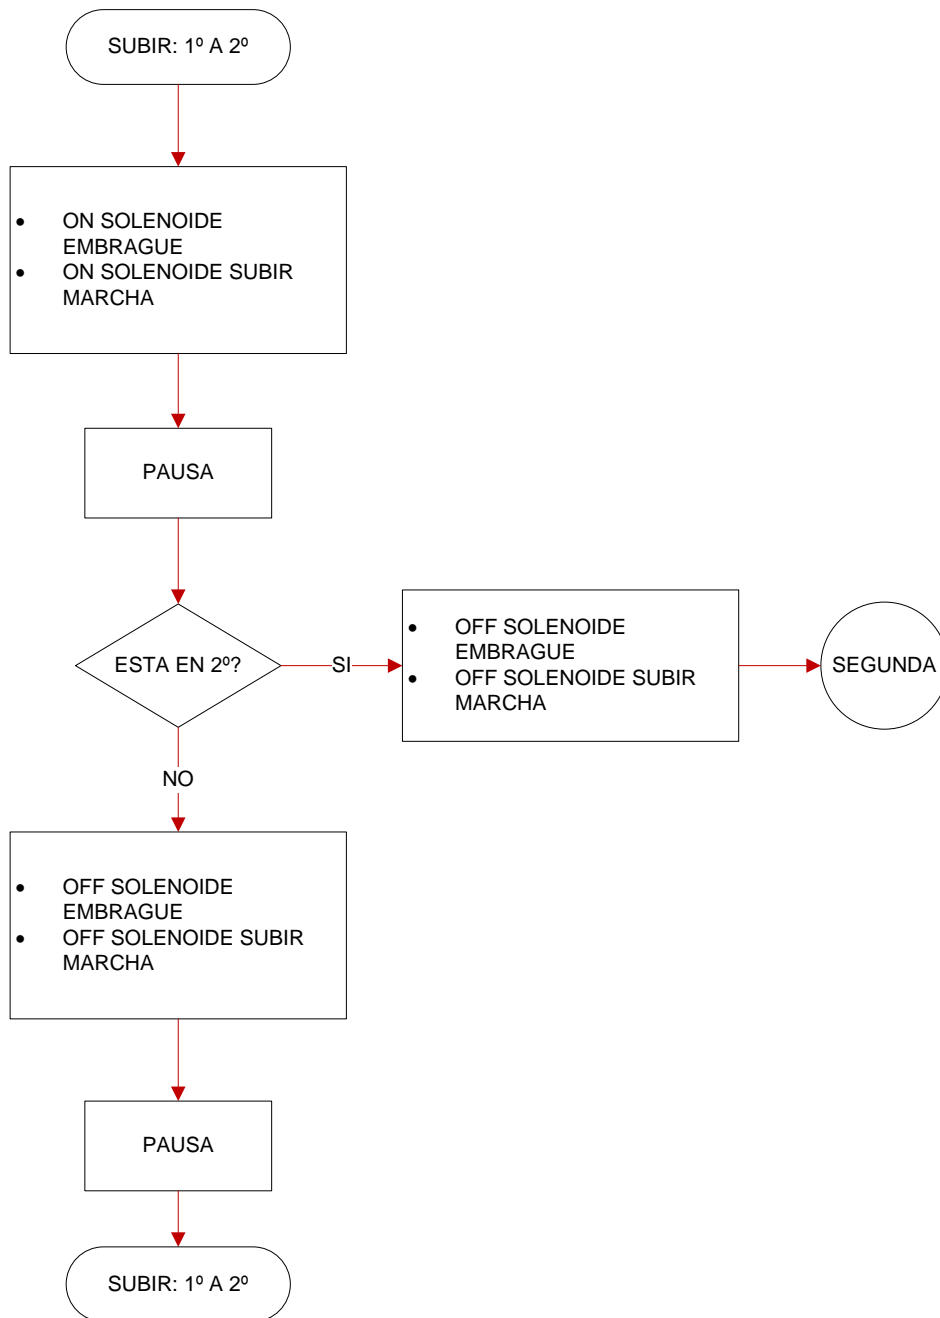 SUBIR: 1º A 2º
• ON SOLENOIDE
EMBRAGUE
• ON SOLENOIDE SUBIR
MARCHA
PAUSA
ESTA EN 2º?
SI
• OFF SOLENOIDE
EMBRAGUE
• OFF SOLENOIDE SUBIR
MARCHA
SEGUNDA
NO
• OFF SOLENOIDE
EMBRAGUE
• OFF SOLENOIDE SUBIR
MARCHA
PAUSA
SUBIR: 1º A 2º